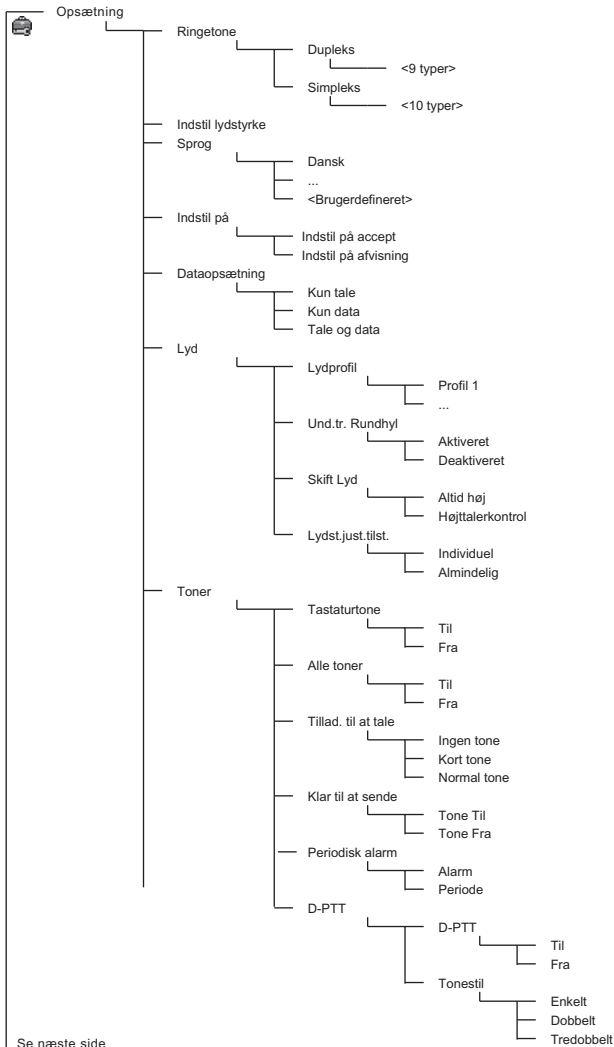 Opsætning
Ringetone
Dupleks
<9 typer>
Simpleks
<10 typer>
Indstil lydstyrke
Sprog
Dansk
...
<Brugerdefineret>
Indstil på
Indstil på accept
Indstil på afvisning
Dataopsætning
Kun tale
Kun data
Tale og data
Lyd
Lydprofil
Profil 1
...
Und.tr. Rundhyl
Aktiveret
Deaktiveret
Skift Lyd
Altid høj
Højttalerkontrol
Lydst.just.tilst.
Individuel
Almindelig
Toner
Tastaturtone
Til
Fra
Alle toner
Til
Fra
Tillad. til at tale
Ingen tone
Kort tone
Normal tone
Klar til at sende
Tone Til
Tone Fra
Periodisk alarm
Alarm
Periode
D-PTT
D-PTT
Til
Fra
Tonestil
Enkelt
Dobbelt
Tredobbelt
Se næste side